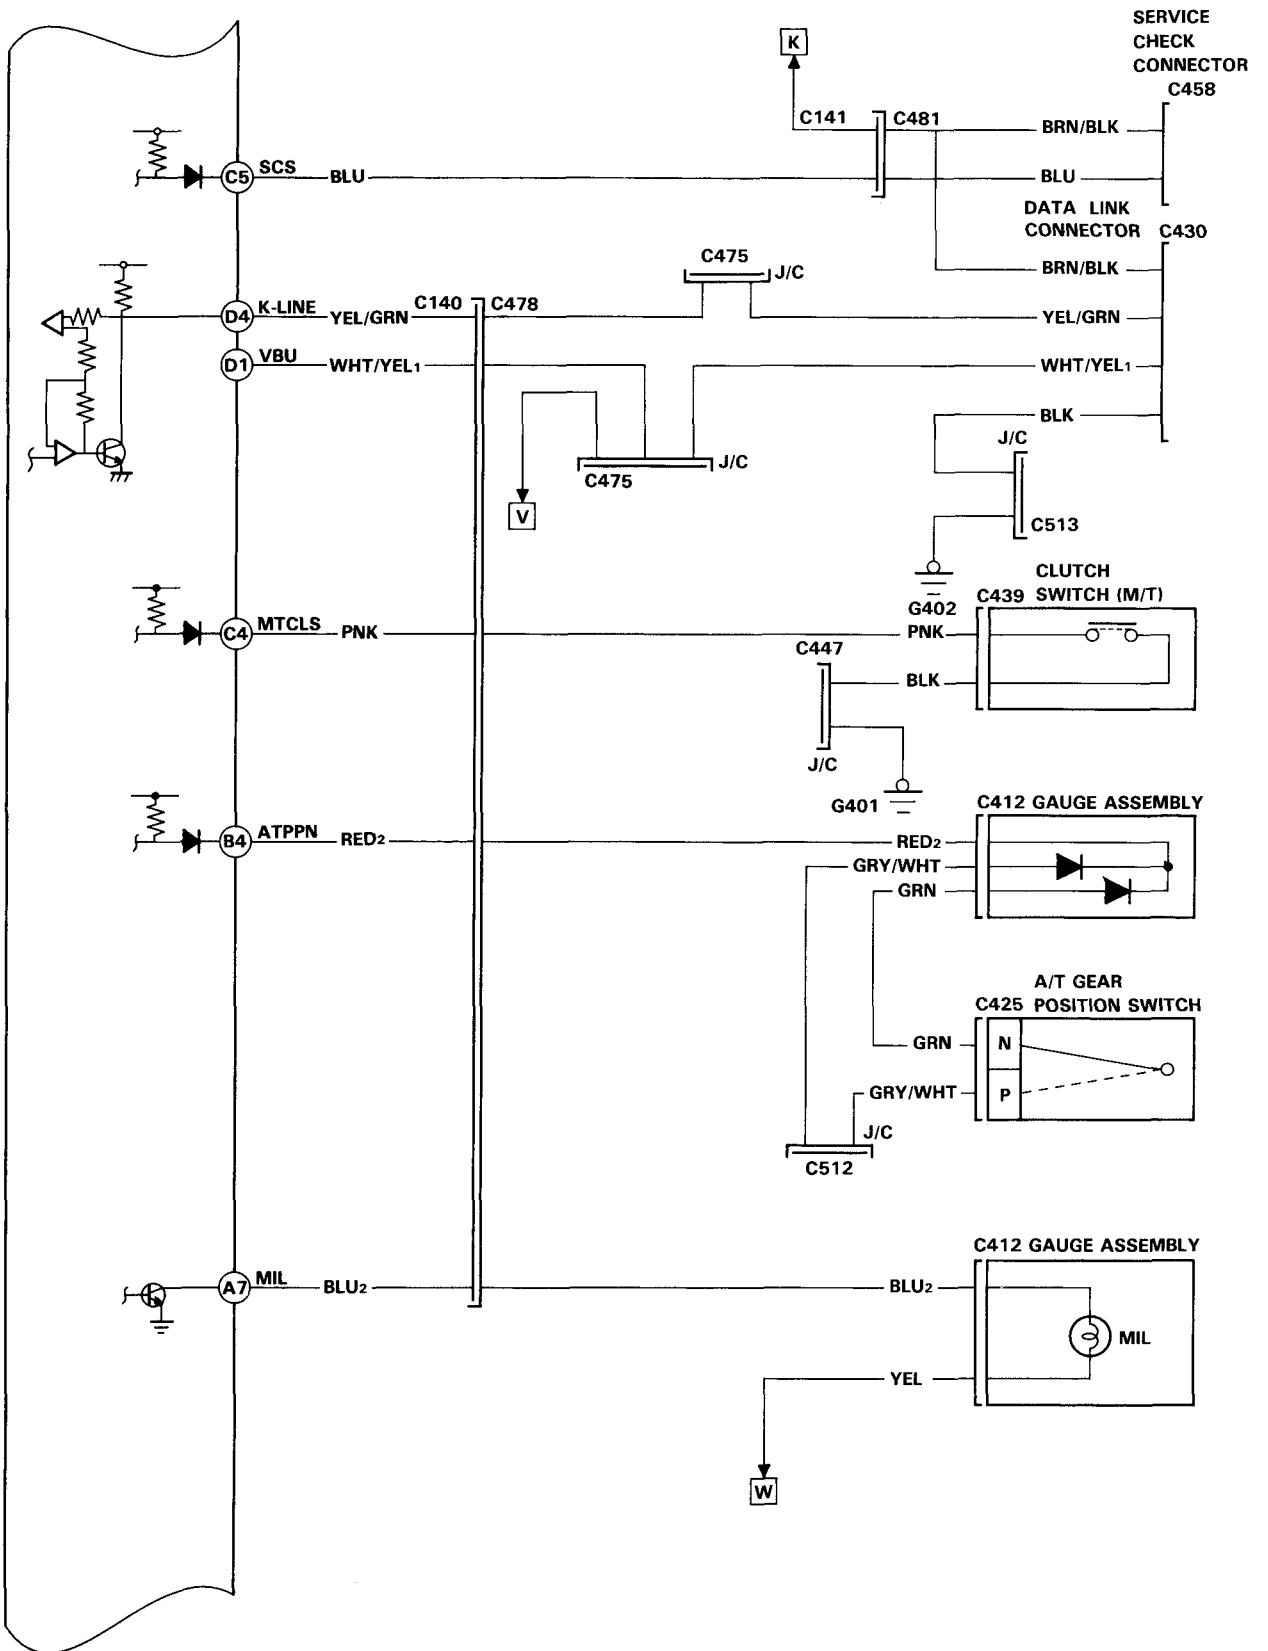 SERVICE
CHECK
CONNECTOR
C458
K
C141
C481
BRN/BLK
C5
SCS
BLU
BLU
DATA LINK
CONNECTOR C430
BRN/BLK
C475
J/C
D4
K-LINE
YEL/GRN
C140
C478
YEL/GRN
D1
VBU
WHT/YEL1
WHT/YEL1
BLK
J/C
C475
J/C
V
C513
G402
C439
CLUTCH
SWITCH (M/T)
C4
MTCLS
PNK
PNK
C447
BLK
J/C
G401
C412 GAUGE ASSEMBLY
B4
ATPPN
RED2
RED2
GRY/WHT
GRN
A/T GEAR
C425 POSITION SWITCH
GRN
N
GRY/WHT
P
J/C
C512
C412 GAUGE ASSEMBLY
A7
MIL
BLU2
BLU2
MIL
YEL
W